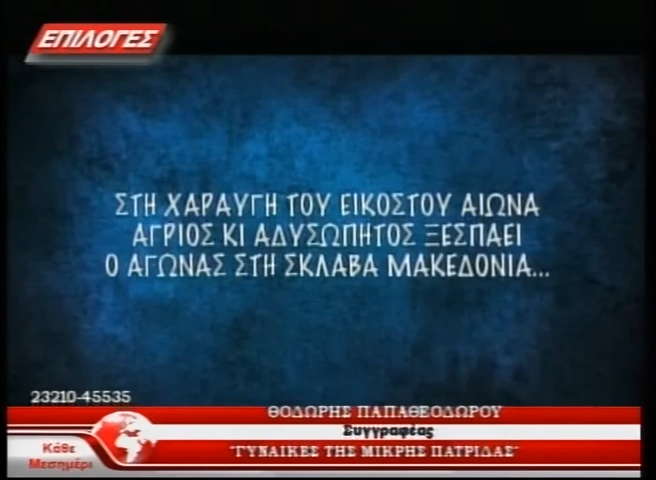 ΕΠΙΛΟΓΕΣ
ΣΤΗ ΧΑΡΑΥΓΗ ΤΟΥ ΕΙΚΟΣΤΟΥ ΑΙΩΝΑ
ΑΓΡΙΟΣ ΚΙ ΑΔΥΣΩΠΗΤΟΣ ΞΕΣΠΑΕΙ
Ο ΑΓΩΝΑΣ ΣΤΗ ΣΚΛΑΒΑ ΜΑΚΕΔΟΝΙΑ...
23210-45535
ΘΟΔΩΡΗΣ ΠΑΠΑΘΕΟΔΩΡΟΥ
Συγγραφέας
"ΓΥΝΑΙΚΕΣ ΤΗΣ ΜΙΚΡΗΣ ΠΑΤΡΙΔΑΣ"
Κάθε
Μεσημέρι